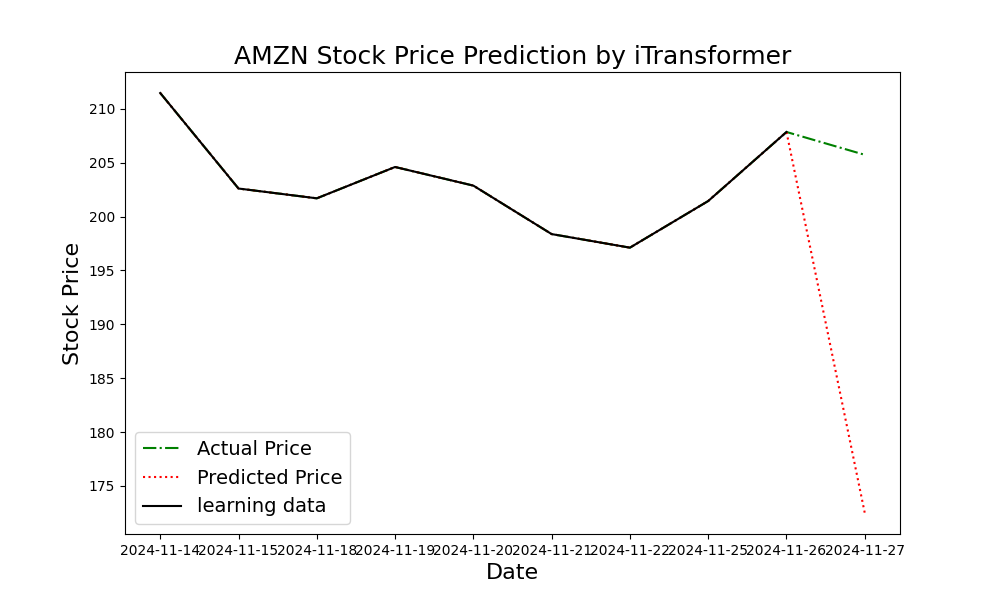 AMZN Stock Price Prediction by iTransformer
Stock Price
210
205
200
195
190
185
180
175
Actual Price
Predicted Price
learning data
2024-11-14 2024-11-15 2024-11-18 2024-11-19 2024-11-20 2024-11-21 2024-11-22 2024-11-25 2024-11-26 2024-11-27
Date